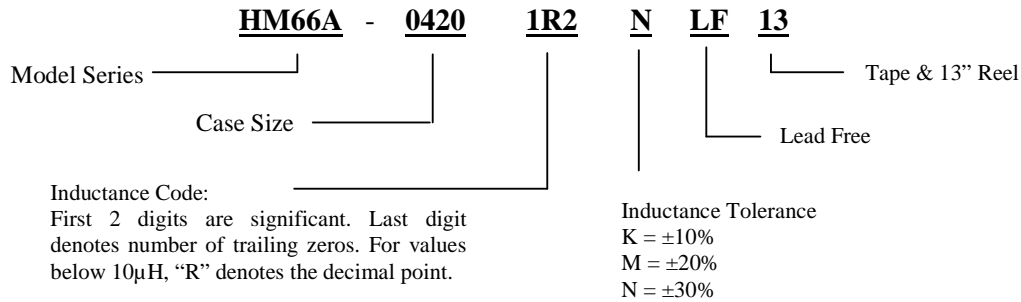 HM66A - 0420 1R2 N LF 13
Model Series
Tape & 13” Reel
Case Size
Lead Free
Inductance Code:
First 2 digits are significant. Last digit
denotes number of trailing zeros. For values
below 10µH, “R” denotes the decimal point.
Inductance Tolerance
K = ±10%
M = ±20%
N = ±30%